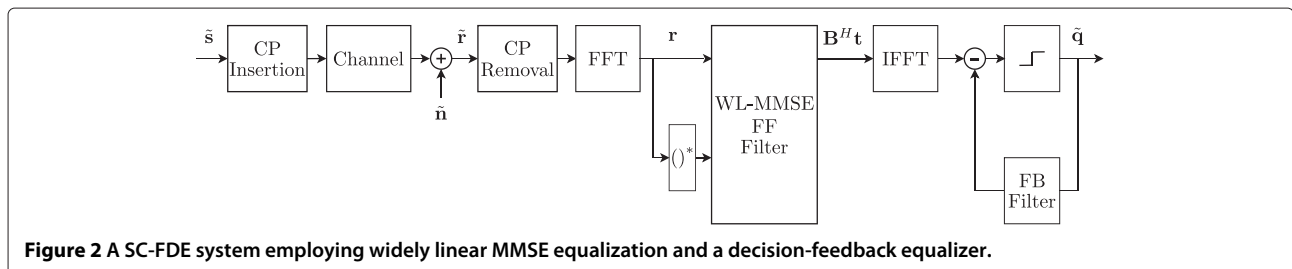 s̃
CP
Insertion
Channel
+
ñ
r̃
CP
Removal
FFT
r
()*
WL-MMSE
FF
Filter
B^H t
IFFT
−
q̃
FB
Filter
Figure 2 A SC-FDE system employing widely linear MMSE equalization and a decision-feedback equalizer.